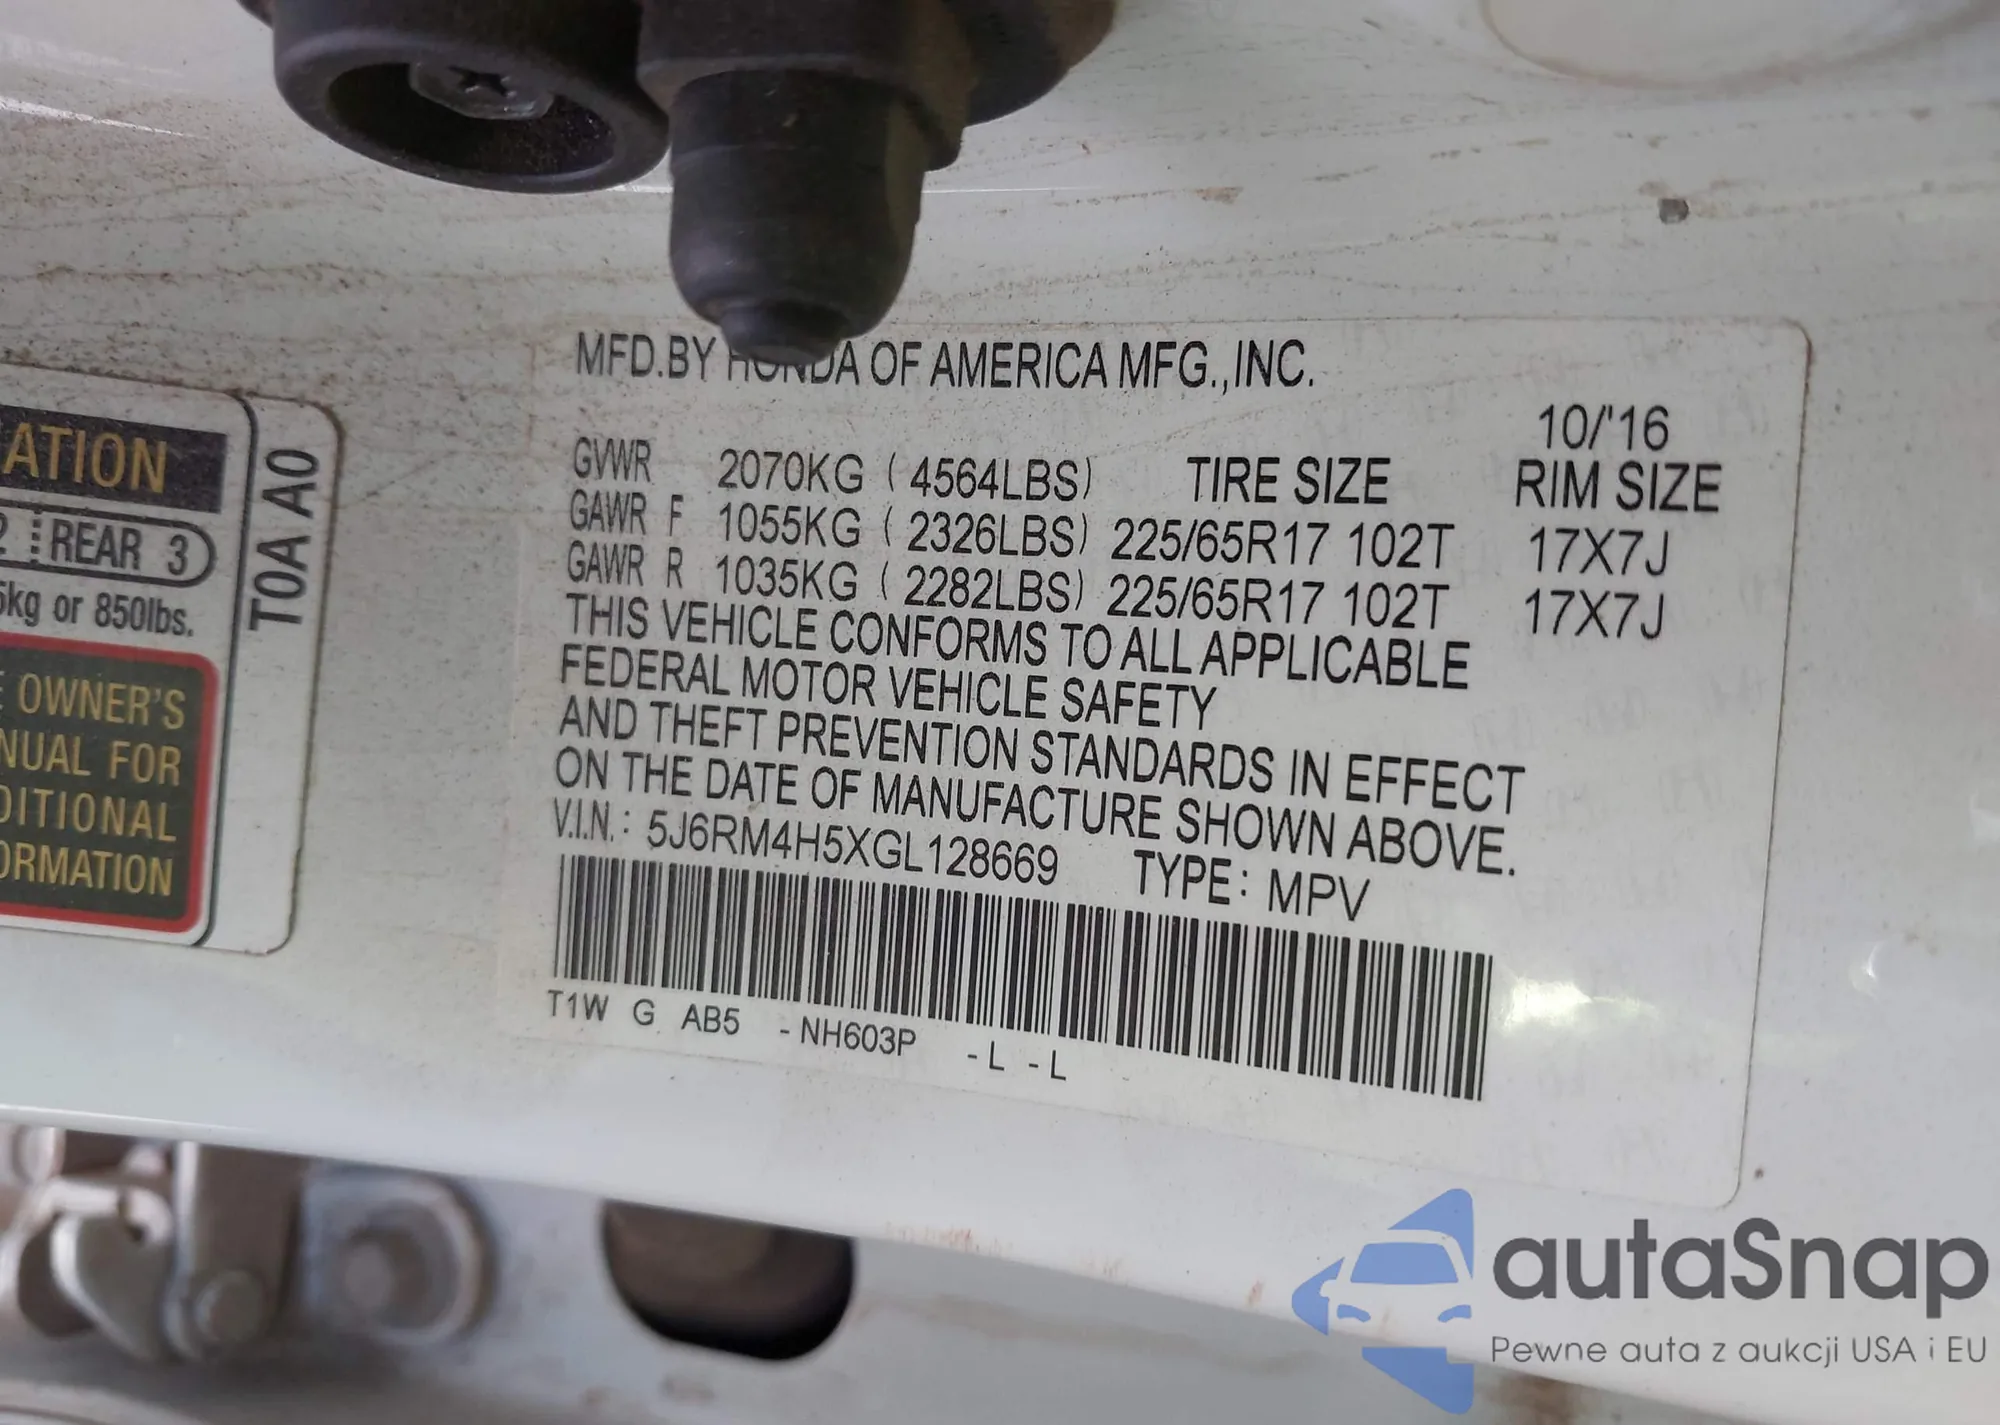 MFD.BY HONDA OF AMERICA MFG.,INC.
10/'16
GVWR 2070KG ( 4564LBS) TIRE SIZE RIM SIZE
GAWR F 1055KG ( 2326LBS) 225/65R17 102T 17X7J
GAWR R 1035KG ( 2282LBS) 225/65R17 102T 17X7J
THIS VEHICLE CONFORMS TO ALL APPLICABLE
FEDERAL MOTOR VEHICLE SAFETY
AND THEFT PREVENTION STANDARDS IN EFFECT
ON THE DATE OF MANUFACTURE SHOWN ABOVE.
V.I.N.: 5J6RM4H5XGL128669 TYPE: MPV
T1W G AB5 -NH603P -L -L
ATION
2 REAR 3
5kg or 850lbs.
E OWNER'S
NUAL FOR
DITIONAL
ORMATION
T0A A0
autaSnap
Pewne auta z aukcji USA i EU